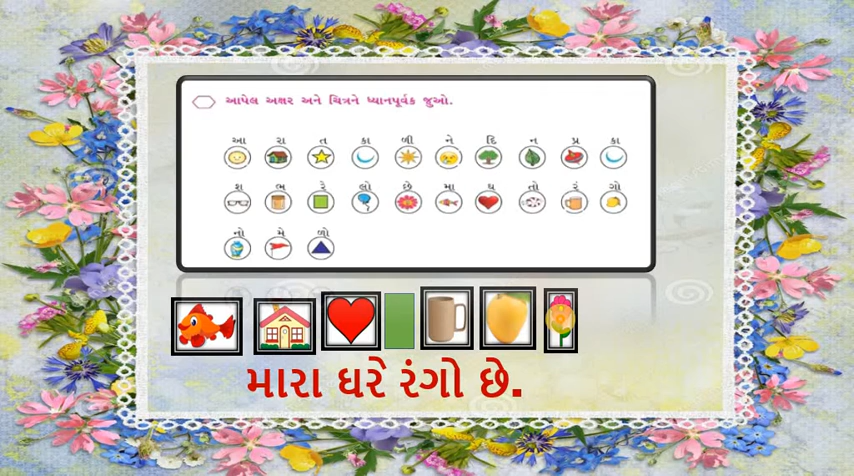 આપેલ અક્ષર અને ચિત્રને ધ્યાનપૂર્વક જુઓ.
આ રા ત કા ળી ને દિ ન પ્ર કા
શ ભ રે લો છે મા ઘ તો રં ગો
નો મે ળો
મારા ઘરે રંગો છે.